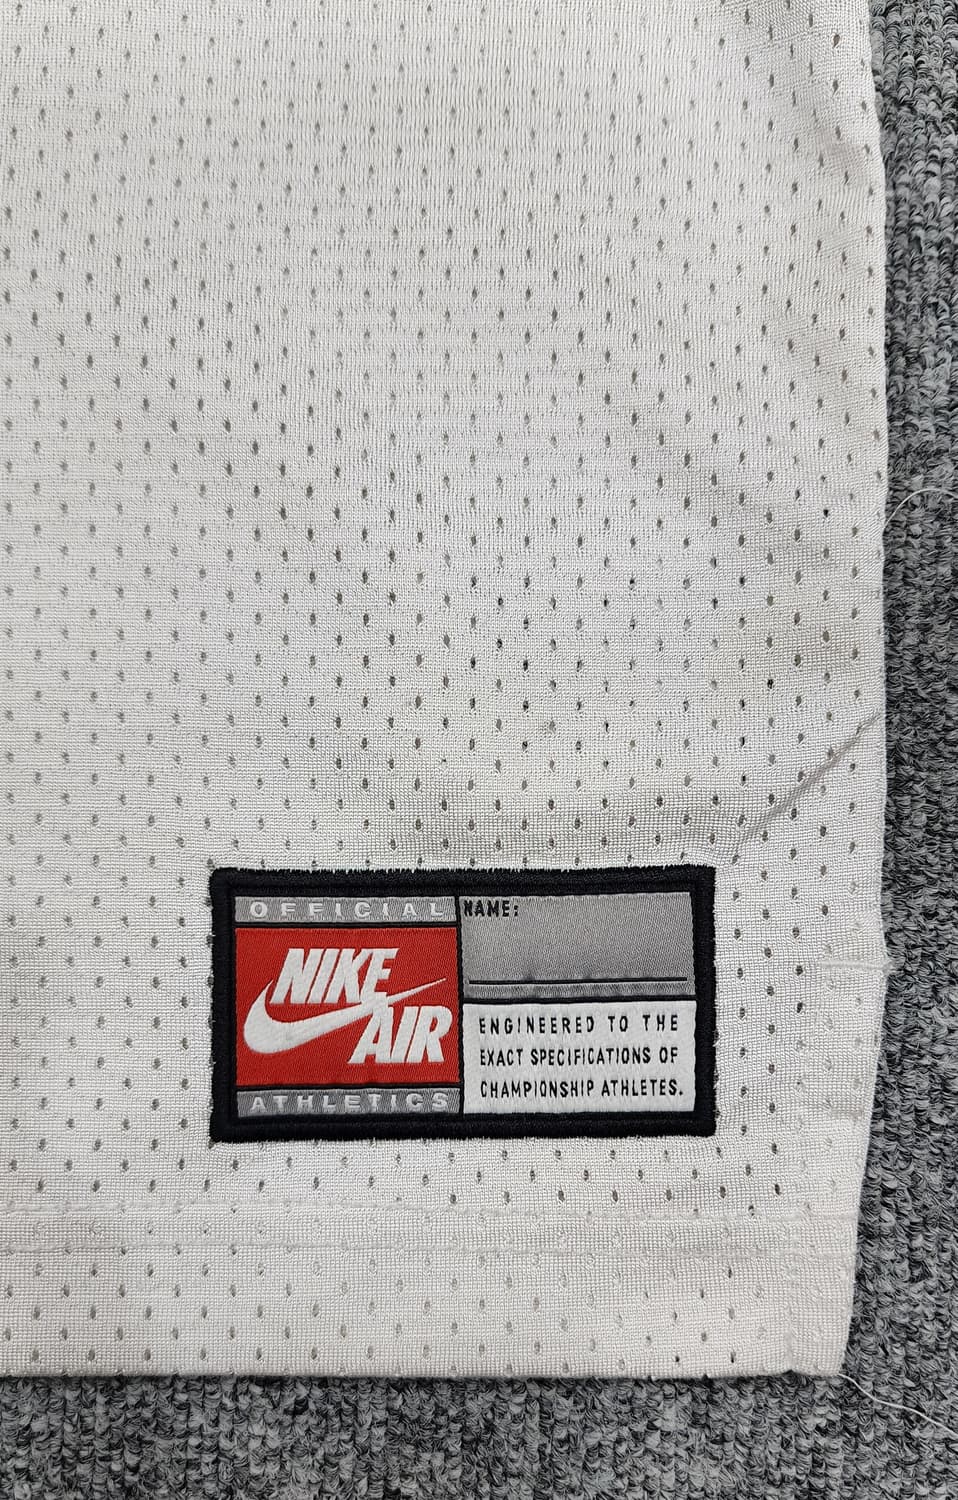 OFFICIAL
NIKE
AIR
ATHLETICS
NAME:
ENGINEERED TO THE
EXACT SPECIFICATIONS OF
CHAMPIONSHIP ATHLETES.